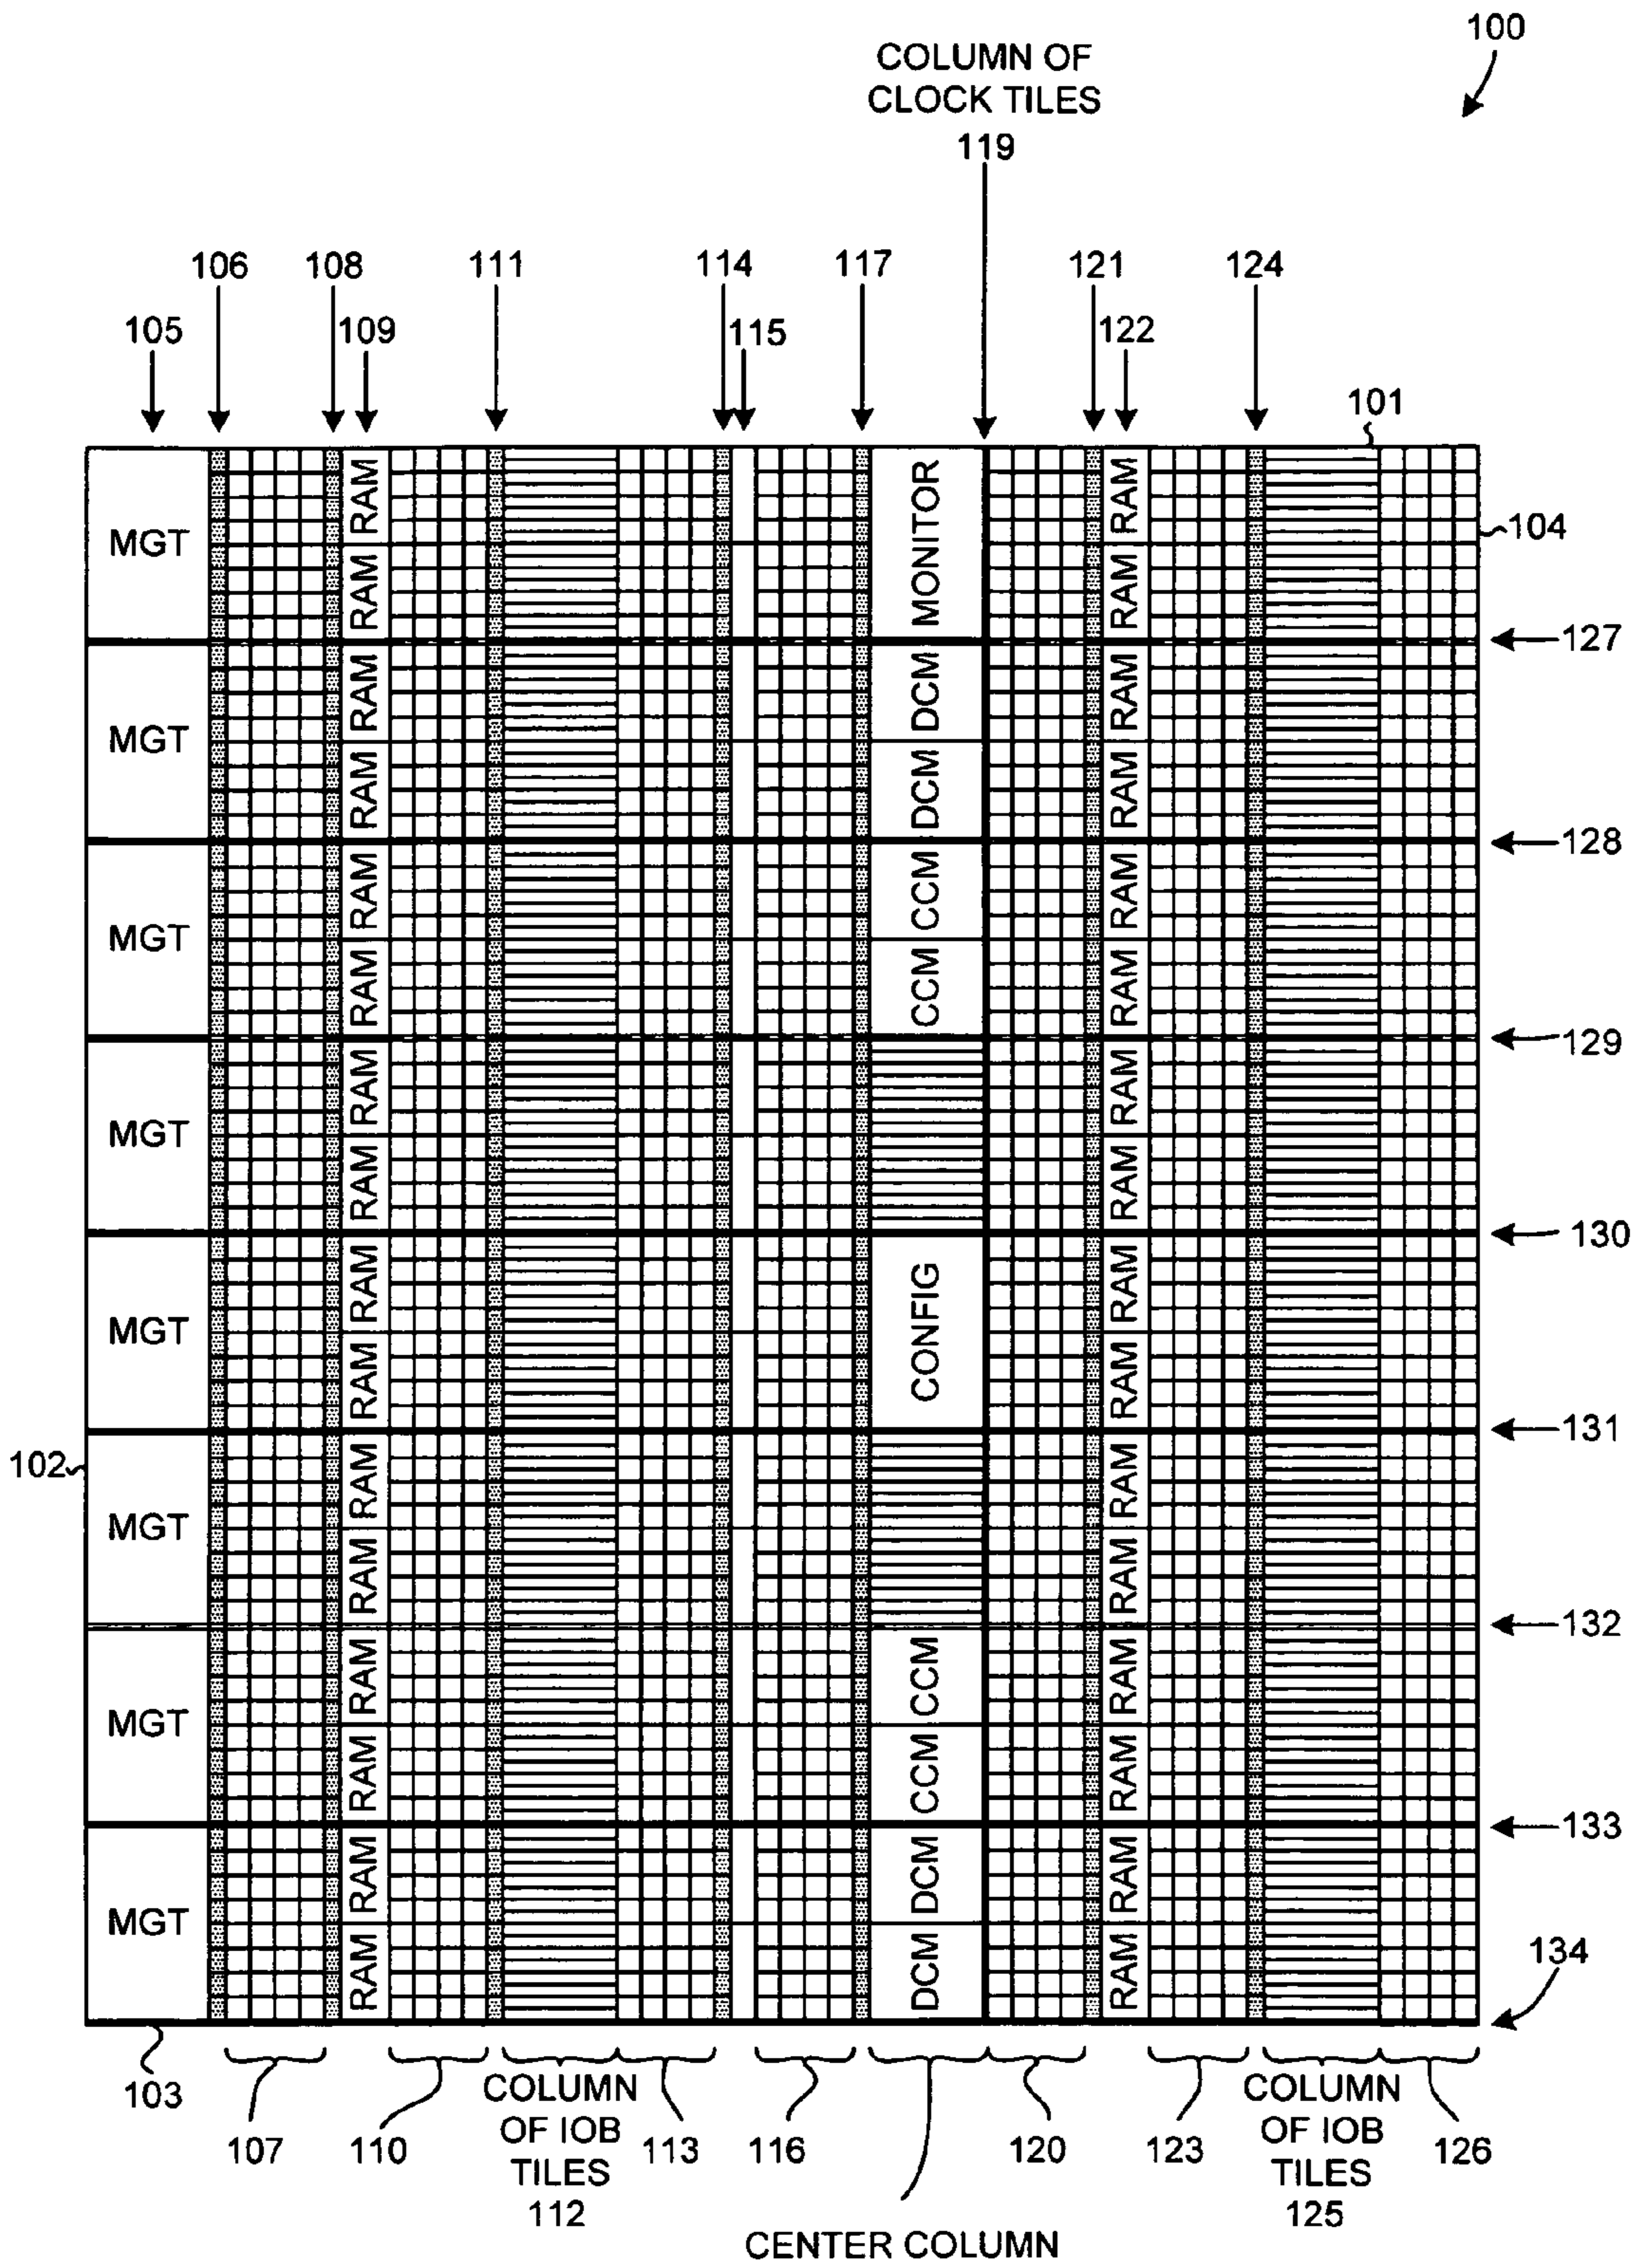 100
COLUMN OF
CLOCK TILES
119
106
108
111
114
117
121
124
105
109
115
122
101
MGT
RAM
RAM
MONITOR
RAM
RAM
104
127
MGT
RAM
RAM
DCM
DCM
RAM
RAM
128
MGT
RAM
RAM
CCM
CCM
RAM
RAM
129
MGT
RAM
RAM
RAM
RAM
130
MGT
RAM
RAM
CONFIG
RAM
RAM
131
102
MGT
RAM
RAM
RAM
RAM
132
MGT
RAM
RAM
CCM
CCM
RAM
RAM
133
MGT
RAM
RAM
DCM
DCM
RAM
RAM
134
103
107
110
COLUMN
OF IOB
TILES
112
113
116
CENTER COLUMN
120
123
COLUMN
OF IOB
TILES
125
126